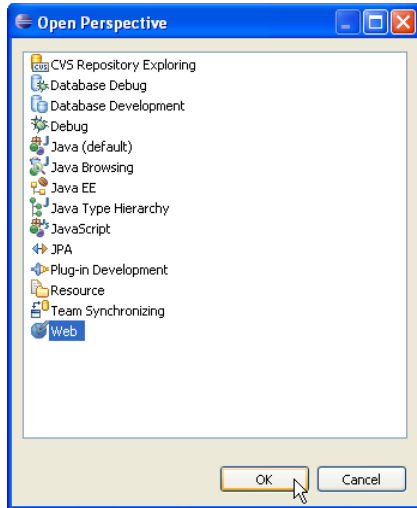 Open Perspective
CVS Repository Exploring
Database Debug
Database Development
Debug
Java (default)
Java Browsing
Java EE
Java Type Hierarchy
JavaScript
JPA
Plug-in Development
Resource
Team Synchronizing
Web
OK
Cancel